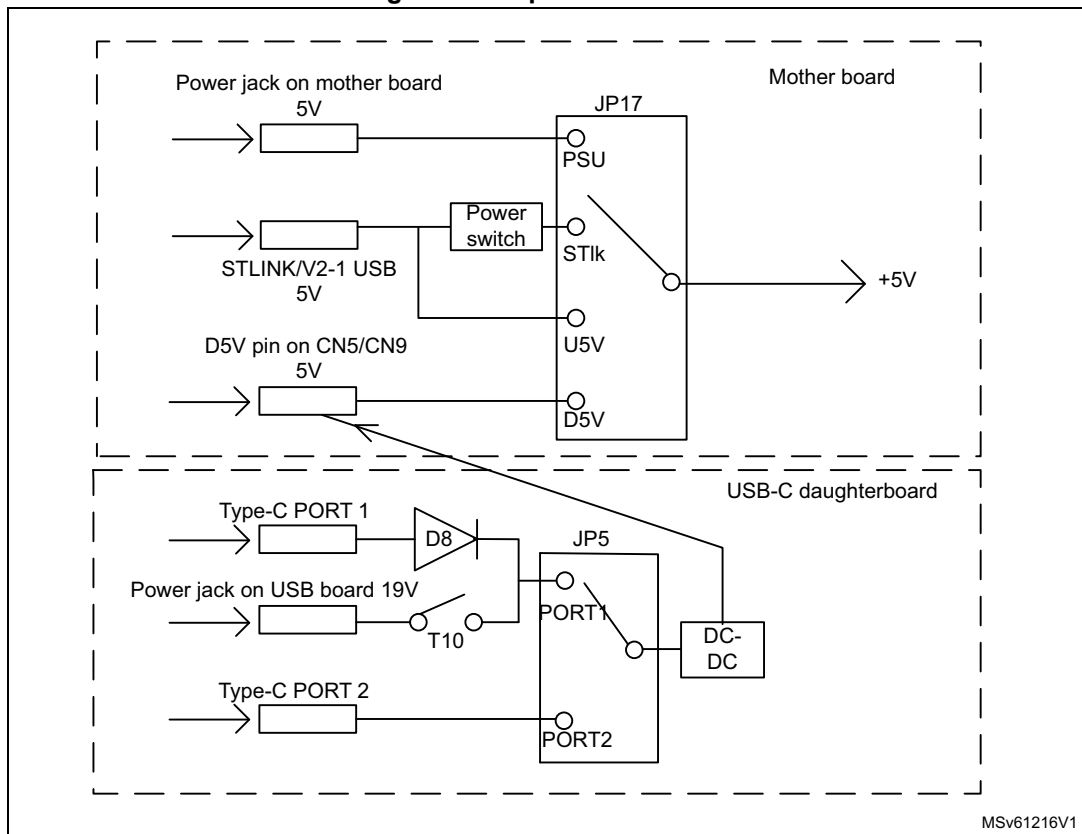 Mother board
Power jack on mother board
5V
JP17
PSU
Power
switch
STlk
STLINK/V2-1 USB
5V
+5V
U5V
D5V pin on CN5/CN9
5V
D5V
USB-C daughterboard
Type-C PORT 1
D8
JP5
Power jack on USB board 19V
PORT1
T10
DC-
DC
Type-C PORT 2
PORT2
MSv61216V1